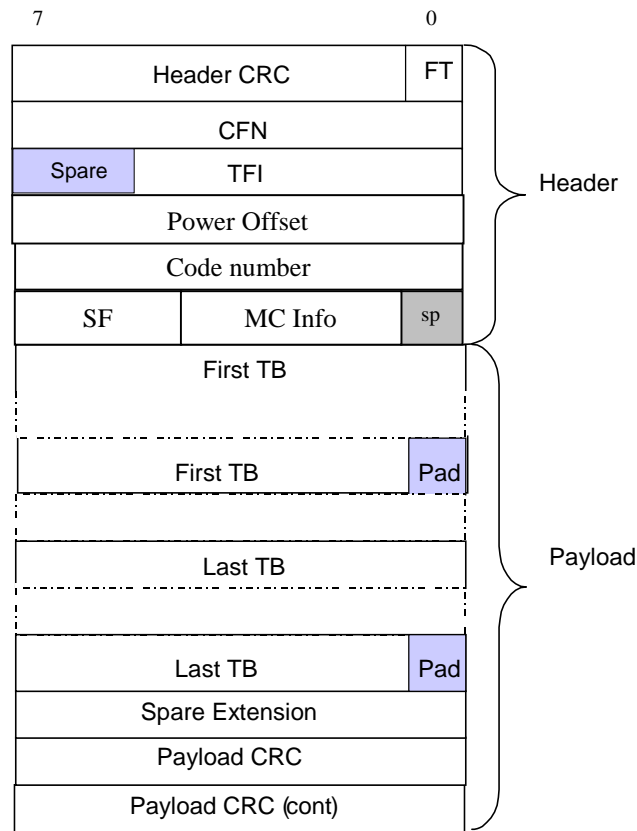 7 0
Header CRC FT
CFN
Spare TFI
Header
Power Offset
Code number
SF MC Info sp
First TB
First TB Pad
Last TB
Payload
Last TB Pad
Spare Extension
Payload CRC
Payload CRC (cont)